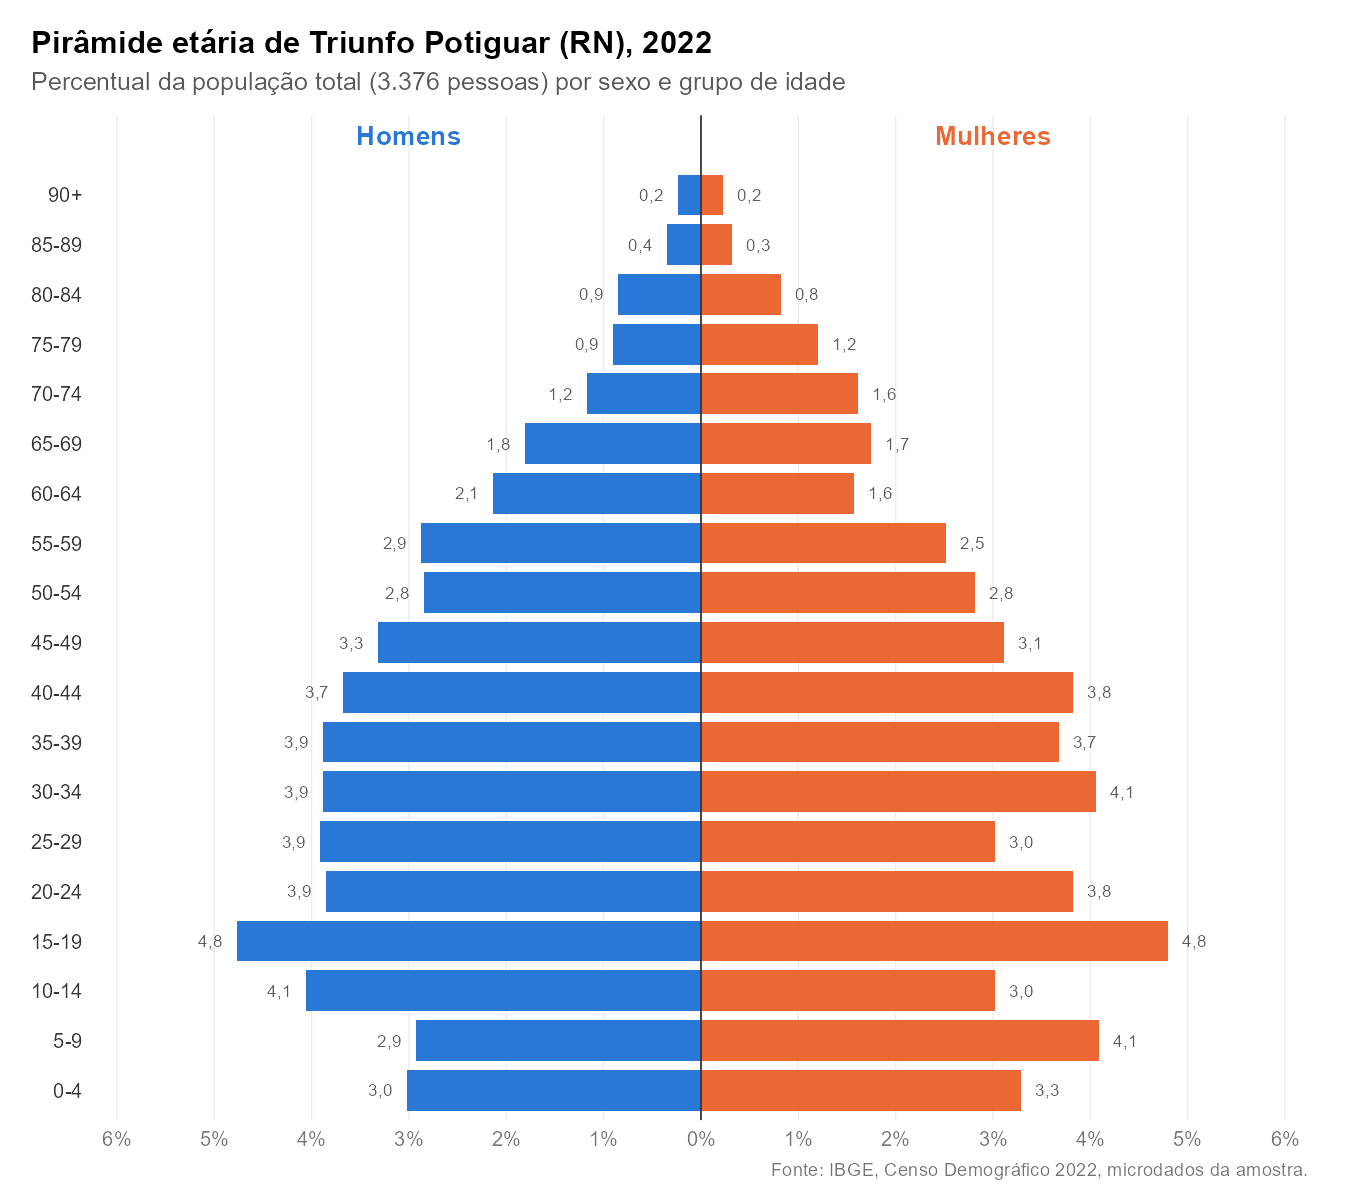 Pirâmide etária de Triunfo Potiguar (RN), 2022
Percentual da população total (3.376 pessoas) por sexo e grupo de idade
Homens Mulheres
90+ 0,2 0,2
85-89 0,4 0,3
80-84 0,9 0,8
75-79 0,9 1,2
70-74 1,2 1,6
65-69 1,8 1,7
60-64 2,1 1,6
55-59 2,9 2,5
50-54 2,8 2,8
45-49 3,3 3,1
40-44 3,7 3,8
35-39 3,9 3,7
30-34 3,9 4,1
25-29 3,9 3,0
20-24 3,9 3,8
15-19 4,8 4,8
10-14 4,1 3,0
5-9 2,9 4,1
0-4 3,0 3,3
6% 5% 4% 3% 2% 1% 0% 1% 2% 3% 4% 5% 6%
Fonte: IBGE, Censo Demográfico 2022, microdados da amostra.